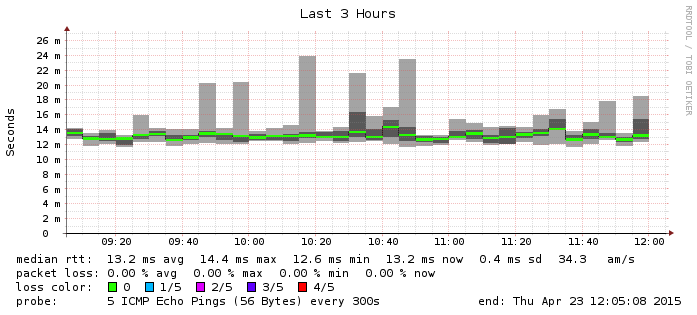 Last 3 Hours
RRDTOOL / TOBI OETIKER
Seconds
26 m
24 m
22 m
20 m
18 m
16 m
14 m
12 m
10 m
8 m
6 m
4 m
2 m
0
09:20 09:40 10:00 10:20 10:40 11:00 11:20 11:40 12:00
median rtt: 13.2 ms avg 14.4 ms max 12.6 ms min 13.2 ms now 0.4 ms sd 34.3 am/s
packet loss: 0.00 % avg 0.00 % max 0.00 % min 0.00 % now
loss color: 0 1/5 2/5 3/5 4/5
probe: 5 ICMP Echo Pings (56 Bytes) every 300s end: Thu Apr 23 12:05:08 2015